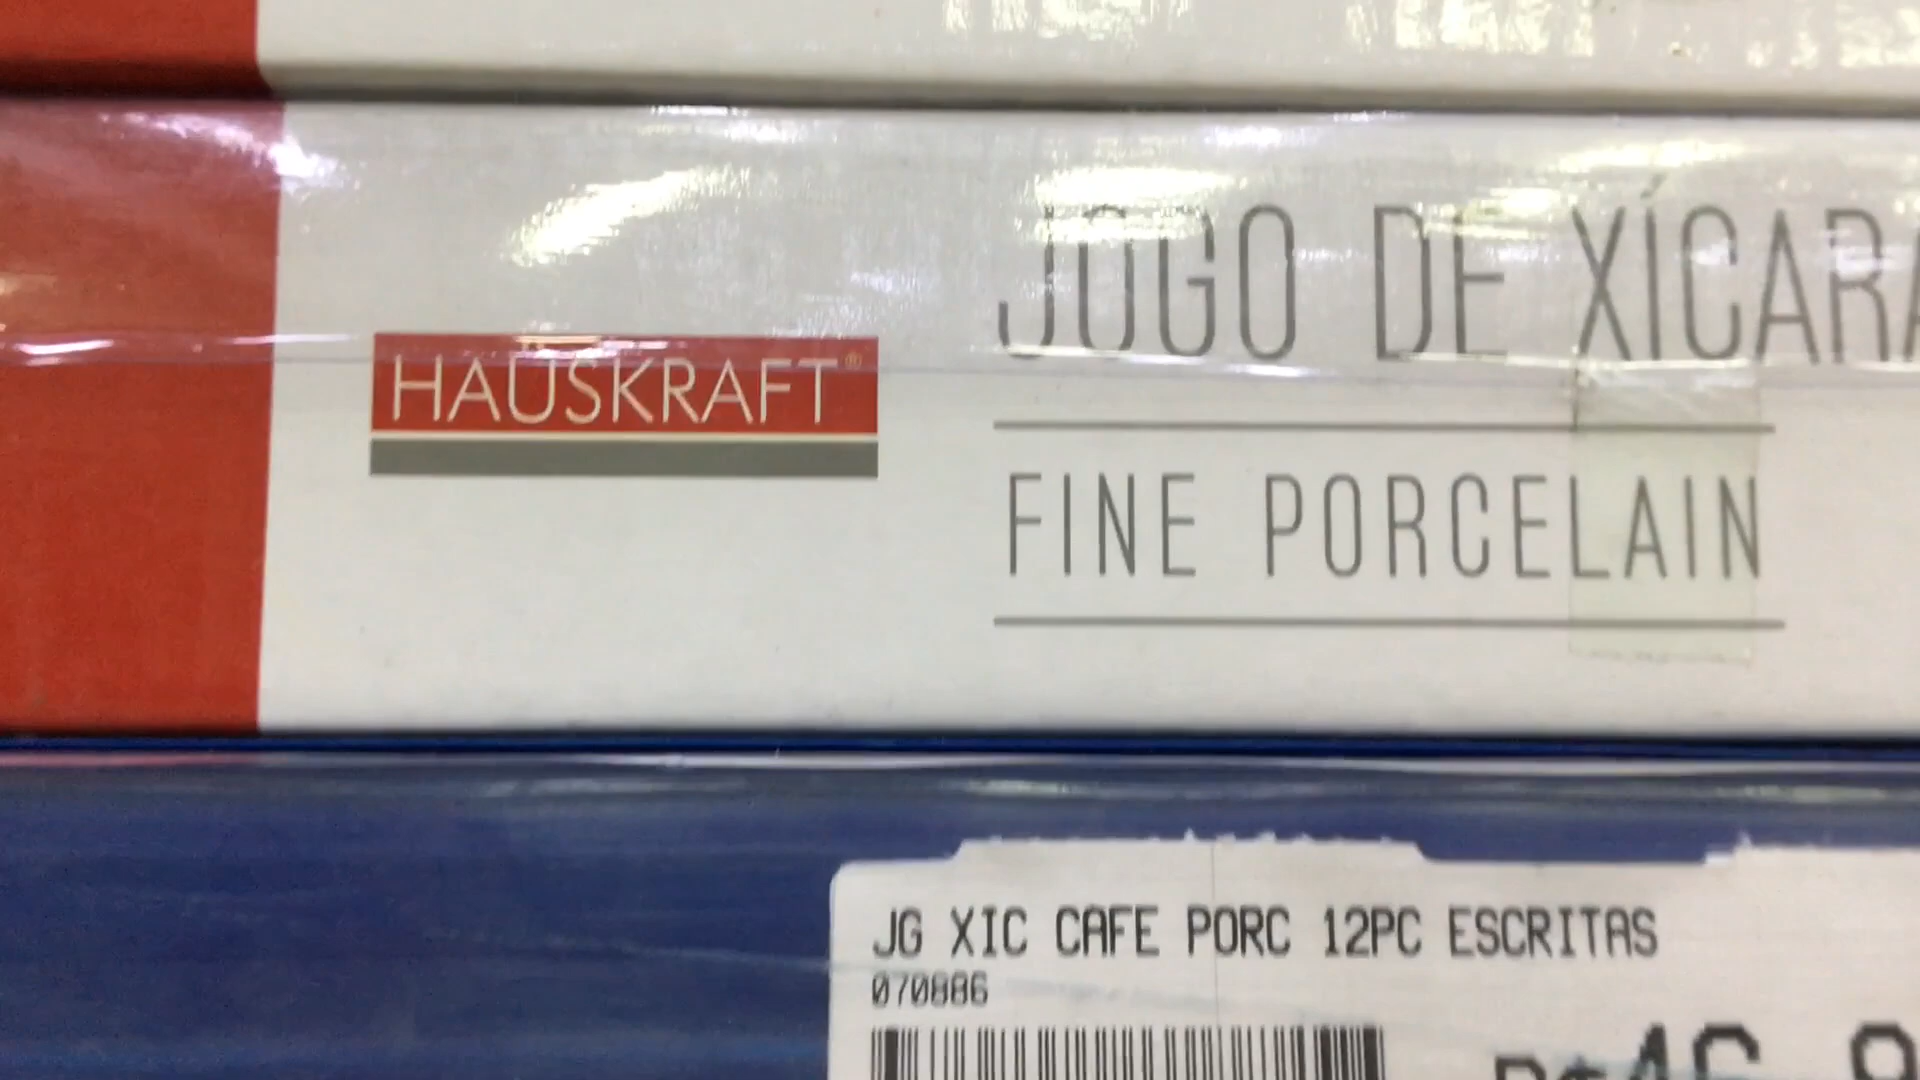 HAUSKRAFT®
JOGO DE XÍCARA
FINE PORCELAIN
JG XIC CAFE PORC 12PC ESCRITAS
070886